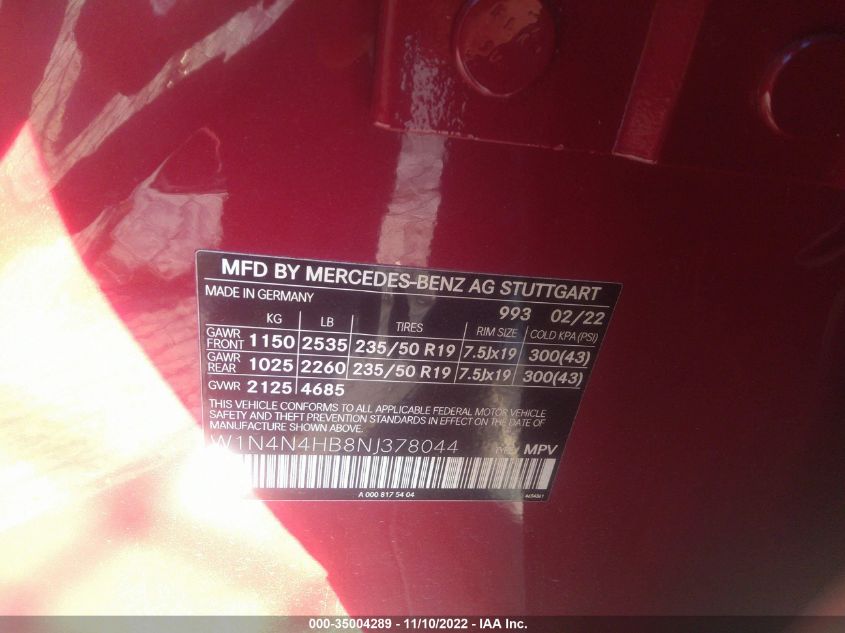 MFD BY MERCEDES-BENZ AG STUTTGART
MADE IN GERMANY 993 02/22
KG LB TIRES RIM SIZE COLD KPA(PSI)
GAWR FRONT 1150 2535 235/50 R19 7.5Jx19 300(43)
GAWR REAR 1025 2260 235/50 R19 7.5Jx19 300(43)
GVWR 2125 4685
THIS VEHICLE CONFORMS TO ALL APPLICABLE FEDERAL MOTOR VEHICLE
SAFETY AND THEFT PREVENTION STANDARDS IN EFFECT ON THE DATE
OF MANUFACTURE SHOWN ABOVE.
W1N4N4HB8NJ378044 MPV
A 000 817 54 04
000-35004289 - 11/10/2022 - IAA Inc.